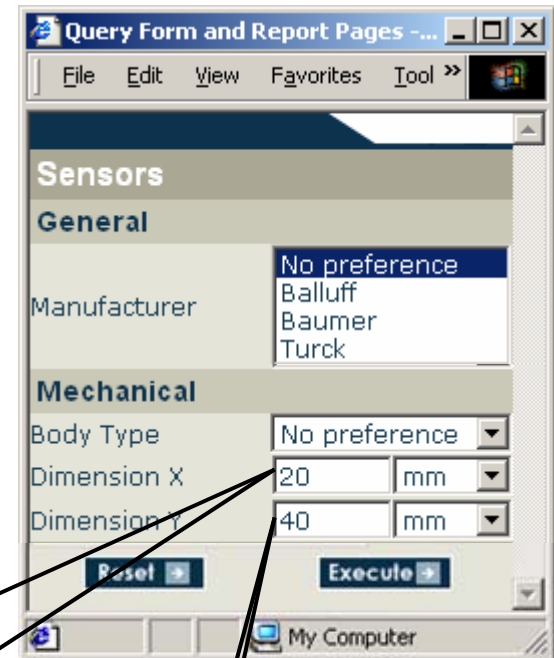 Query Form and Report Pages -...
File Edit View Favorites Tool »
Sensors
General
Manufacturer
No preference
Balluff
Baumer
Turck
Mechanical
Body Type No preference
Dimension X 20 mm
Dimension Y 40 mm
Reset Execute
My Computer